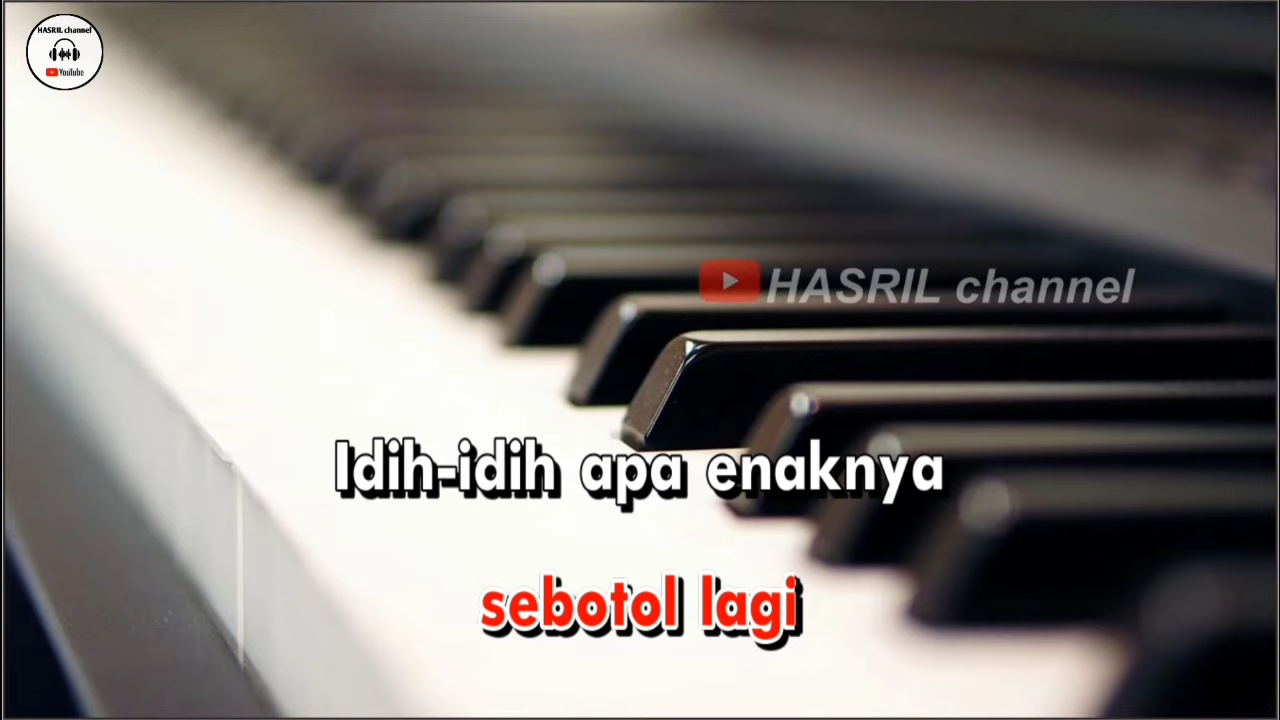 HASRIL channel
YouTube
HASRIL channel
Idih-idih apa enaknya
sebotol lagi